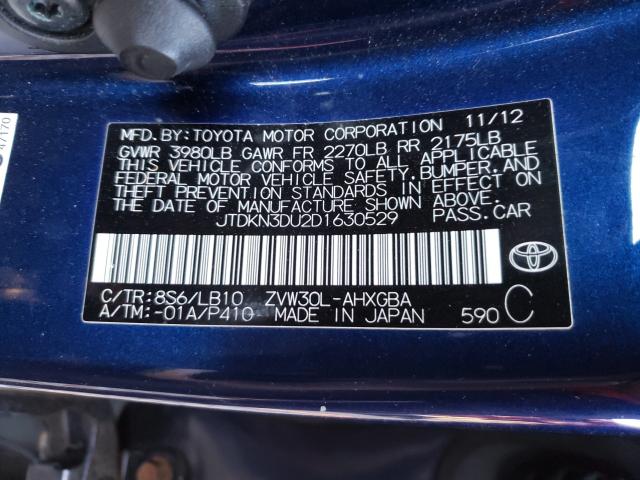 MFD. BY: TOYOTA MOTOR CORPORATION 11/12
GVWR 3980LB GAWR FR 2270LB RR 2175LB
THIS VEHICLE CONFORMS TO ALL APPLICABLE
FEDERAL MOTOR VEHICLE SAFETY, BUMPER, AND
THEFT PREVENTION STANDARDS IN EFFECT ON
THE DATE OF MANUFACTURE SHOWN ABOVE.
JTDKN3DU2D1630529 PASS. CAR
C/TR: 8S6/LB10 ZVW30L-AHXGBA
A/TM: -01A/P410 MADE IN JAPAN 590 C
47170